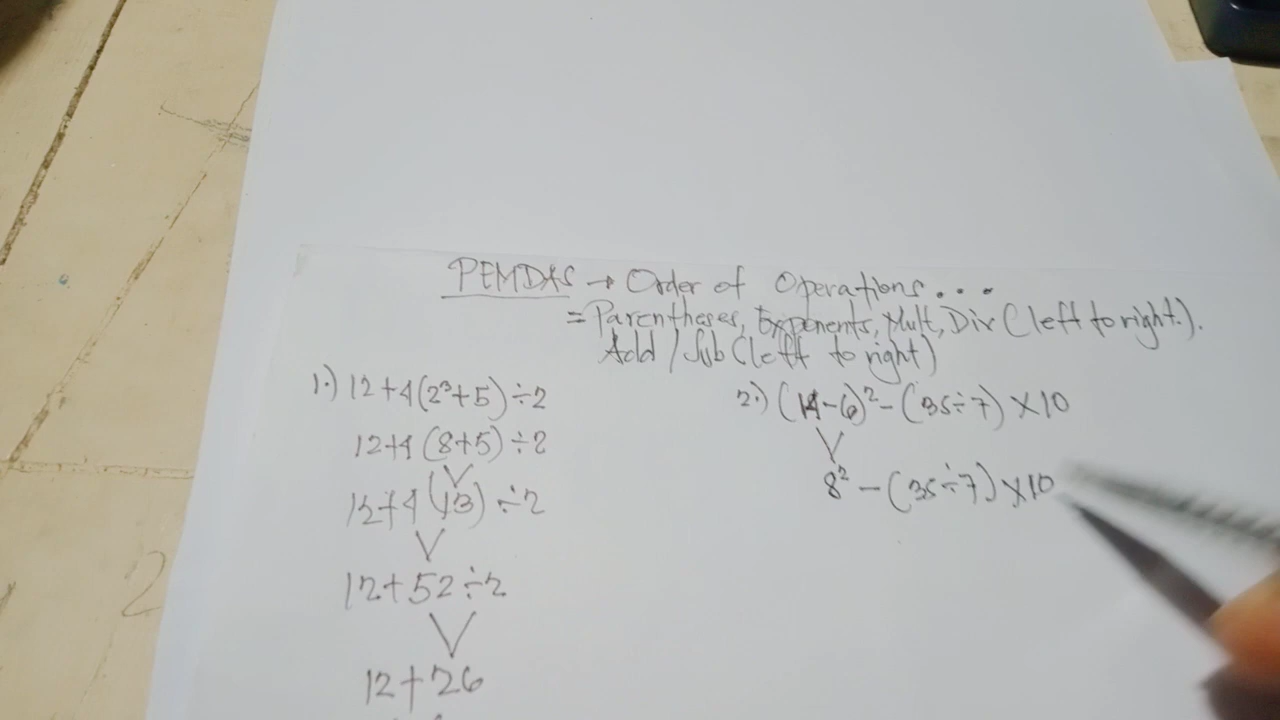 PEMDAS → Order of Operations...
= Parentheses, Exponents, Mult, Div (left to right).
Add / Sub (left to right)
1.) 12+4(2³+5)÷2
12+4(8+5)÷2
12+4(13)÷2
12+52÷2
12+26
2.) (14-6)²-(35÷7)×10
8²-(35÷7)×10